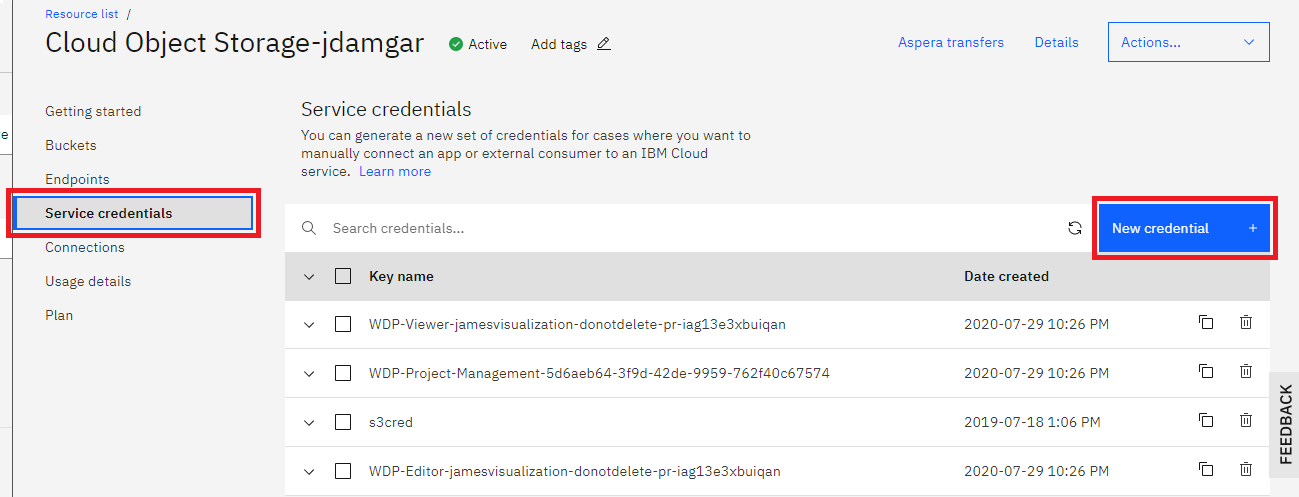 Resource list /
Cloud Object Storage-jdamgar
Active
Add tags
Aspera transfers
Details
Actions...
Getting started
Buckets
Endpoints
Service credentials
Connections
Usage details
Plan
Service credentials
You can generate a new set of credentials for cases where you want to
manually connect an app or external consumer to an IBM Cloud
service. Learn more
Search credentials...
New credential +
Key name Date created
WDP-Viewer-jamesvisualization-donotdelete-pr-iag13e3xbuiqan 2020-07-29 10:26 PM
WDP-Project-Management-5d6aeb64-3f9d-42de-9959-762f40c67574 2020-07-29 10:26 PM
s3cred 2019-07-18 1:06 PM
WDP-Editor-jamesvisualization-donotdelete-pr-iag13e3xbuiqan 2020-07-29 10:26 PM
FEEDBACK